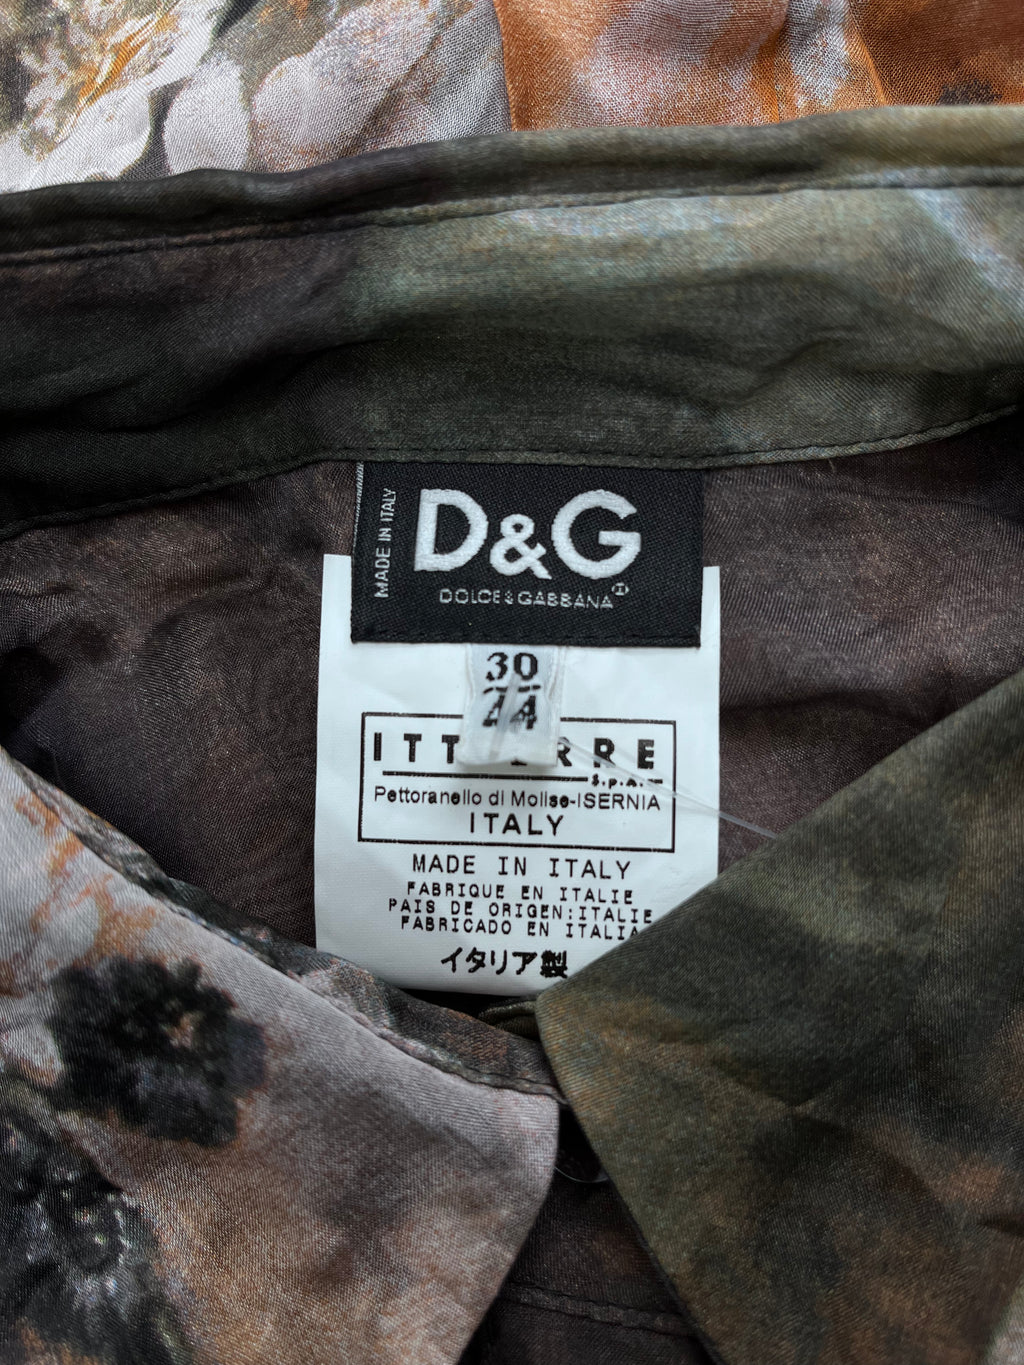 MADE IN ITALY
D&G
DOLCE & GABBANA
30
44
ITTIERRE
S.p.A.
Pettoranello di Molise-ISERNIA
ITALY
MADE IN ITALY
FABRIQUE EN ITALIE
PAIS DE ORIGEN:ITALIE
FABRICADO EN ITALIA
イタリア製